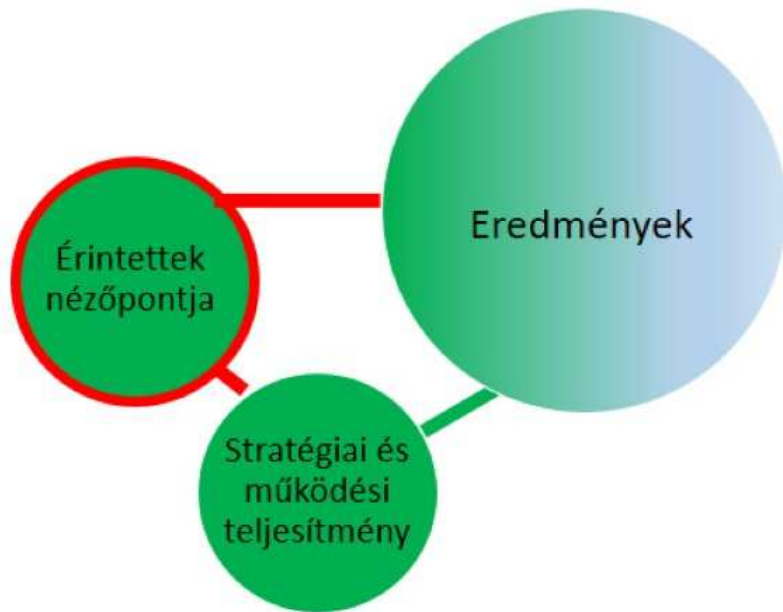 Eredmények
Érintettek
nézőpontja
Stratégiai és
működési
teljesítmény